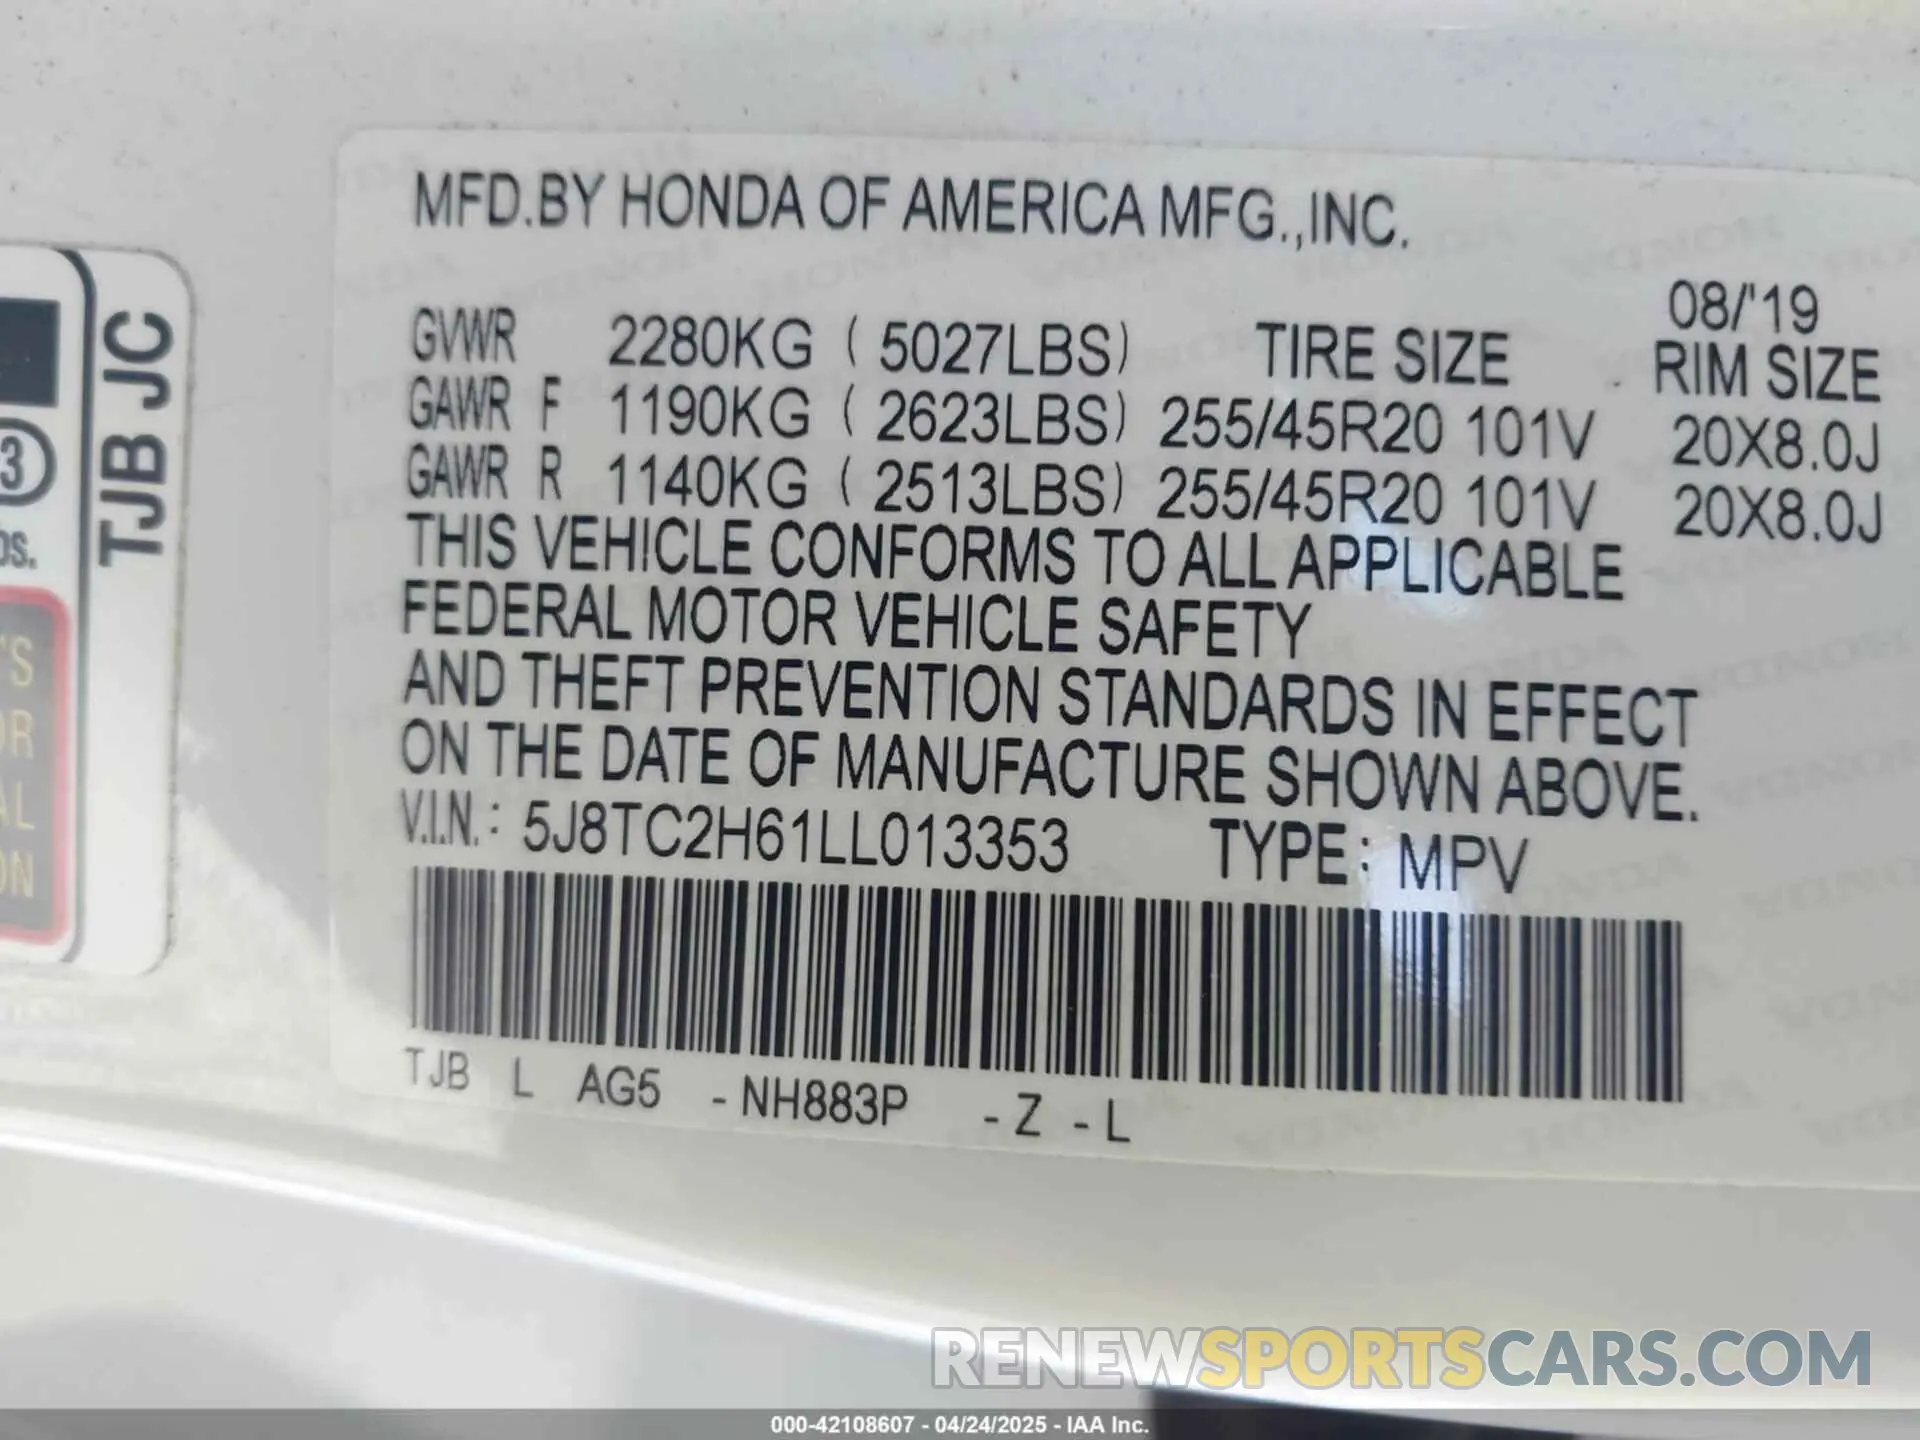 MFD.BY HONDA OF AMERICA MFG.,INC.
08/'19
GVWR 2280KG ( 5027LBS) TIRE SIZE RIM SIZE
GAWR F 1190KG ( 2623LBS) 255/45R20 101V 20X8.0J
GAWR R 1140KG ( 2513LBS) 255/45R20 101V 20X8.0J
THIS VEHICLE CONFORMS TO ALL APPLICABLE
FEDERAL MOTOR VEHICLE SAFETY
AND THEFT PREVENTION STANDARDS IN EFFECT
ON THE DATE OF MANUFACTURE SHOWN ABOVE.
V.I.N.: 5J8TC2H61LL013353 TYPE: MPV
TJB L AG5 -NH883P -Z -L
TJB JC
3
RENEWSPORTSCARS.COM
000-42108607 - 04/24/2025 - IAA Inc.